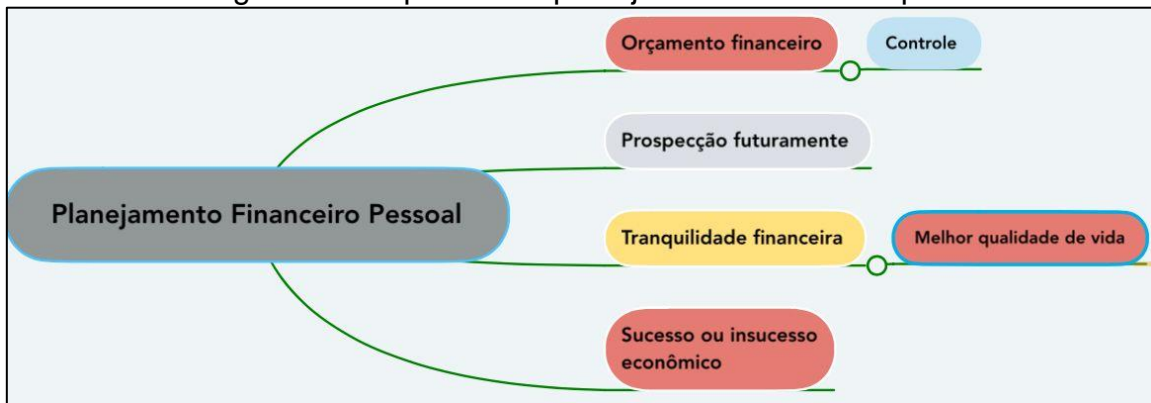 Orçamento financeiro
Controle
Prospecção futuramente
Planejamento Financeiro Pessoal
Tranquilidade financeira
Melhor qualidade de vida
Sucesso ou insucesso
econômico